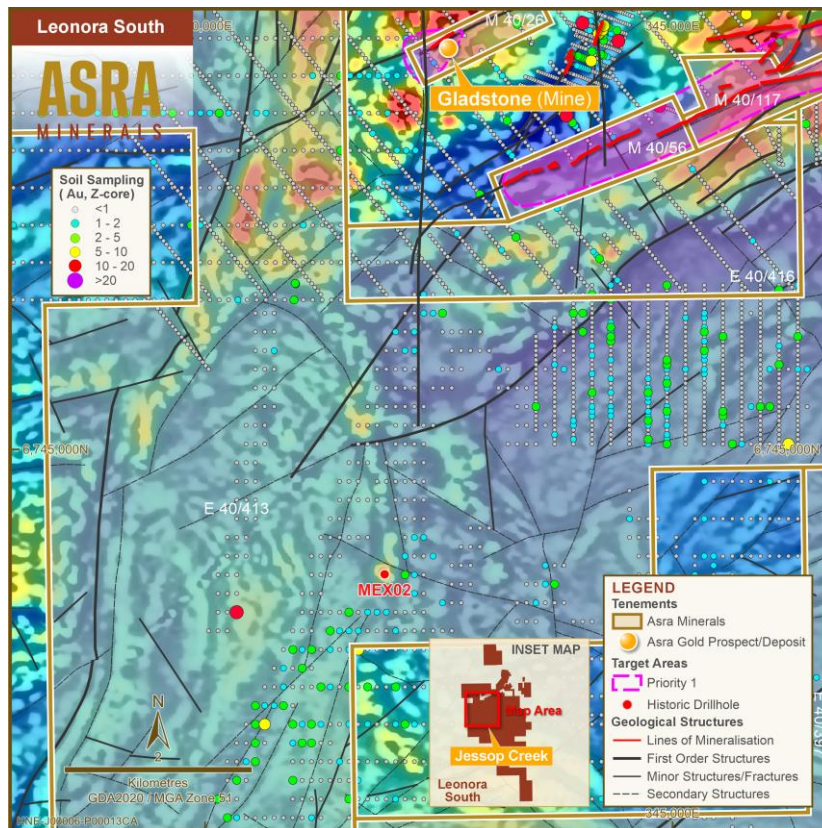 Leonora South
ASRA
MINERALS
0,000E
M 40/26
345,000E
Gladstone (Mine)
M 40/117
M 40/56
Soil Sampling
( Au, Z-core)
<1
1 - 2
2 - 5
5 - 10
10 - 20
>20
E 40/416
6,745,000N
6,745,000N
E 40/413
MEX02
N
2
Kilometres
GDA2020 / MGA Zone 51
INSET MAP
Map Area
Jessop Creek
Leonora
South
LEGEND
Tenements
Asra Minerals
Asra Gold Prospect/Deposit
Target Areas
Priority 1
Historic Drillhole
Geological Structures
Lines of Mineralisation
First Order Structures
Minor Structures/Fractures
Secondary Structures
345,000E